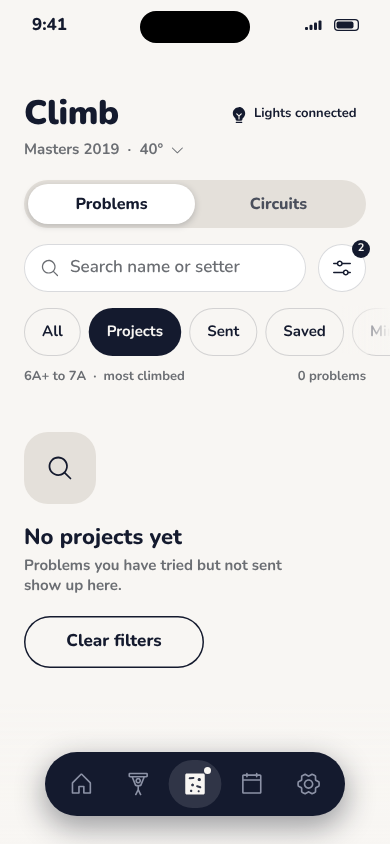 9:41
Climb
Lights connected
Masters 2019 · 40°
Problems
Circuits
Search name or setter
2
All
Projects
Sent
Saved
6A+ to 7A · most climbed
0 problems
No projects yet
Problems you have tried but not sent
show up here.
Clear filters